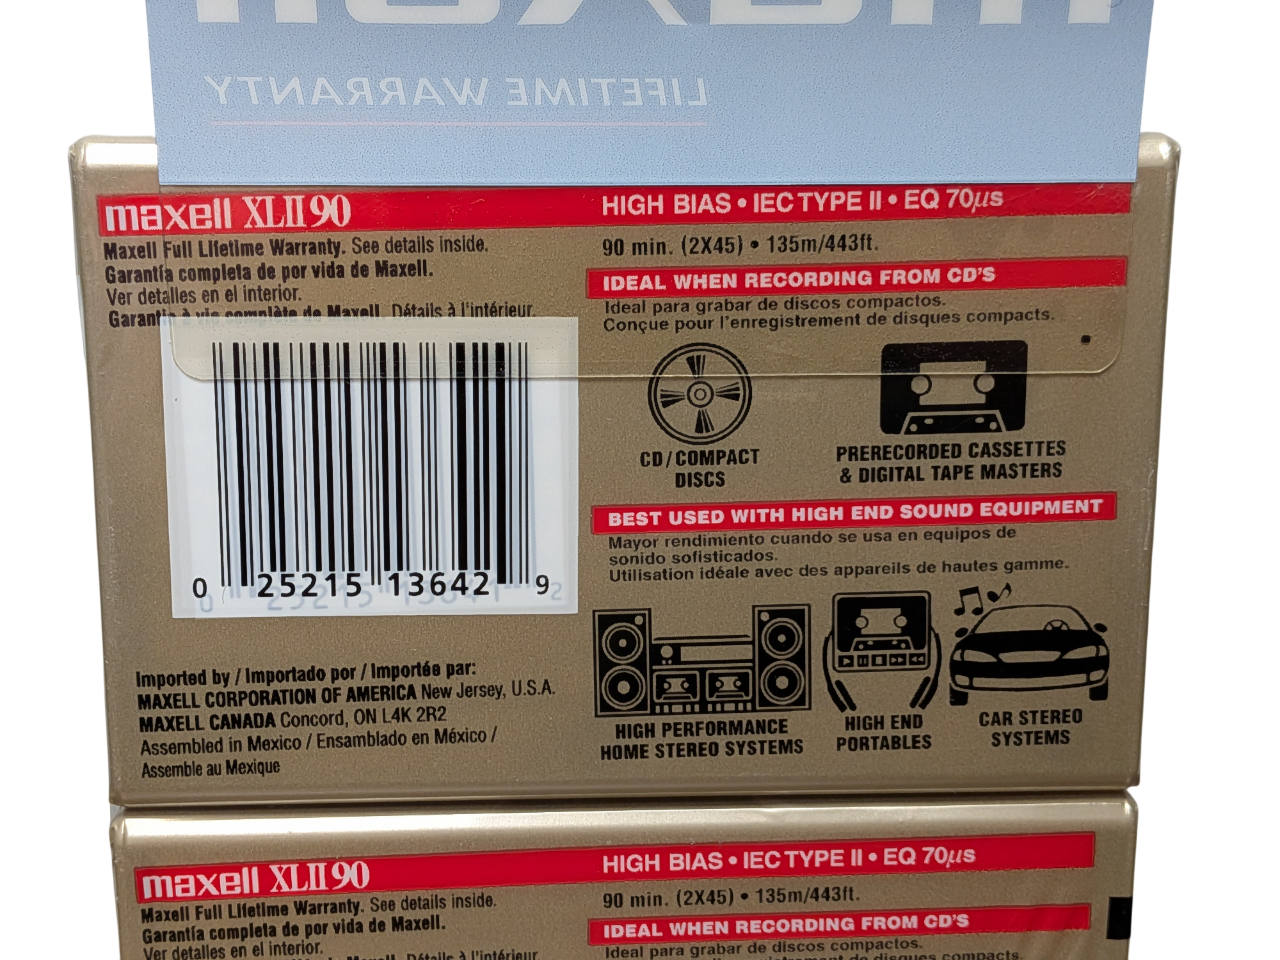 maxell
LIFETIME WARRANTY
maxell XLII 90
HIGH BIAS • IEC TYPE II • EQ 70µs
Maxell Full Lifetime Warranty. See details inside.
Garantía completa de por vida de Maxell.
Ver detalles en el interior.
Garantie à vie complète de Maxell. Détails à l'intérieur.
90 min. (2X45) • 135m/443ft.
IDEAL WHEN RECORDING FROM CD'S
Ideal para grabar de discos compactos.
Conçue pour l'enregistrement de disques compacts.
CD/COMPACT
DISCS
PRERECORDED CASSETTES
& DIGITAL TAPE MASTERS
BEST USED WITH HIGH END SOUND EQUIPMENT
Mayor rendimiento cuando se usa en equipos de
sonido sofisticados.
Utilisation idéale avec des appareils de hautes gamme.
0 25215 13642 9
HIGH PERFORMANCE
HOME STEREO SYSTEMS
HIGH END
PORTABLES
CAR STEREO
SYSTEMS
Imported by / Importado por / Importée par:
MAXELL CORPORATION OF AMERICA New Jersey, U.S.A.
MAXELL CANADA Concord, ON L4K 2R2
Assembled in Mexico / Ensamblado en México /
Assemble au Mexique
maxell XLII 90
HIGH BIAS • IEC TYPE II • EQ 70µs
Maxell Full Lifetime Warranty. See details inside.
Garantía completa de por vida de Maxell.
Ver detalles en el interior.
90 min. (2X45) • 135m/443ft.
IDEAL WHEN RECORDING FROM CD'S
Ideal para grabar de discos compactos.